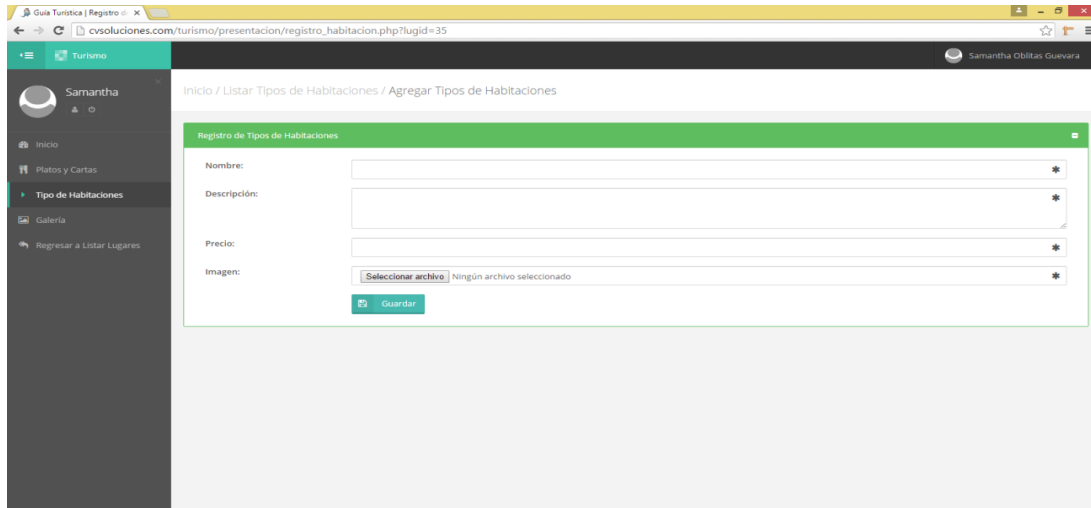 Guía Turística | Registro d
cvsoluciones.com/turismo/presentacion/registro_habitacion.php?lugid=35
Turismo
Samantha Oblitas Guevara
Samantha
Inicio / Listar Tipos de Habitaciones / Agregar Tipos de Habitaciones
Inicio
Platos y Cartas
Tipo de Habitaciones
Galería
Regresar a Listar Lugares
Registro de Tipos de Habitaciones
Nombre:
Descripción:
Precio:
Imagen:
Seleccionar archivo Ningún archivo seleccionado
Guardar